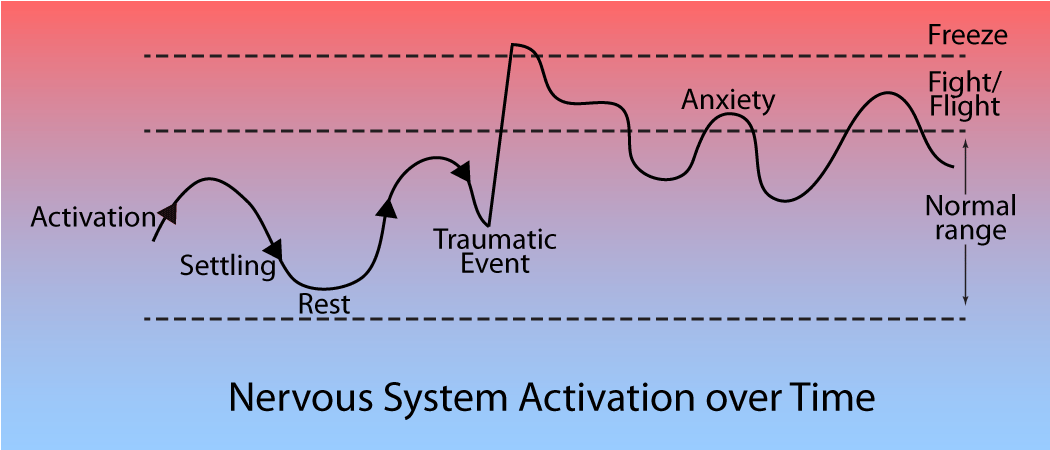 Freeze
Fight/
Flight
Anxiety
Activation
Normal
range
Traumatic
Event
Settling
Rest
Nervous System Activation over Time